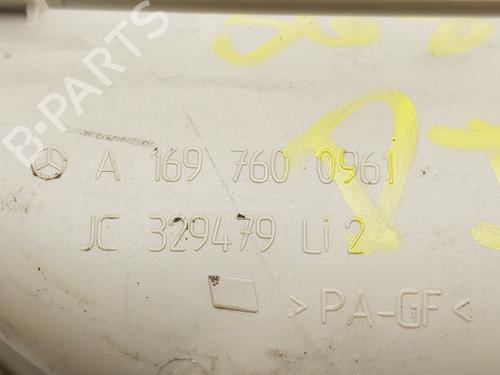 B-PARTS
A 169 760 0961
JC 329479 Li 2
>PA-GF<